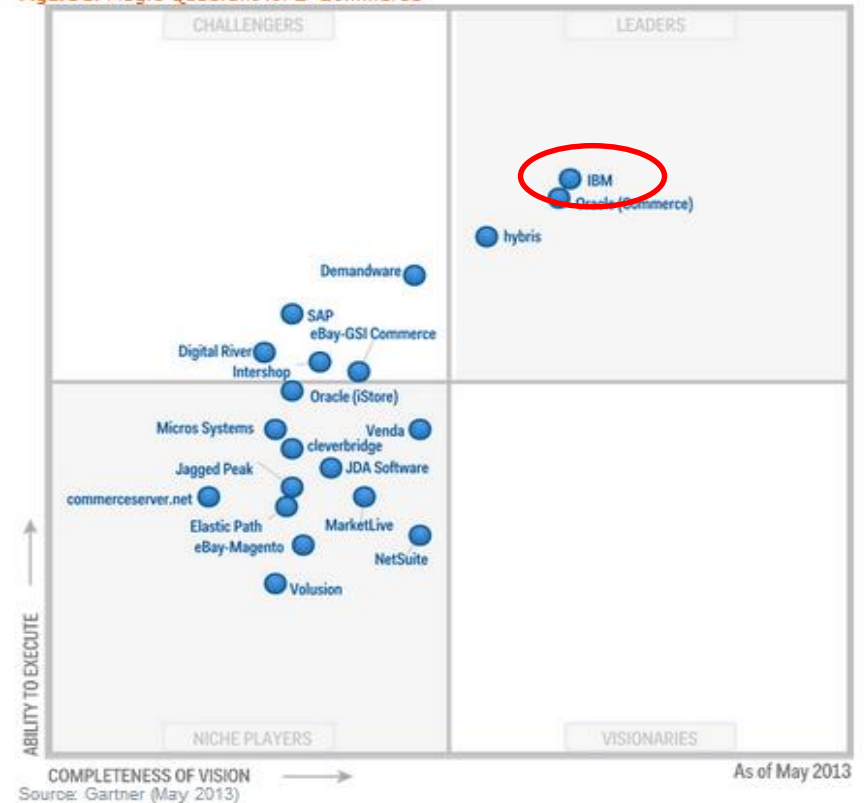 CHALLENGERS
LEADERS
IBM
Oracle (Commerce)
hybris
Demandware
SAP
eBay-GSI Commerce
Digital River
Intershop
Oracle (iStore)
Micros Systems
Venda
cleverbridge
Jagged Peak
JDA Software
commerceserver.net
Elastic Path
MarketLive
eBay-Magento
NetSuite
Volusion
ABILITY TO EXECUTE
NICHE PLAYERS
VISIONARIES
COMPLETENESS OF VISION
As of May 2013
Source: Gartner (May 2013)